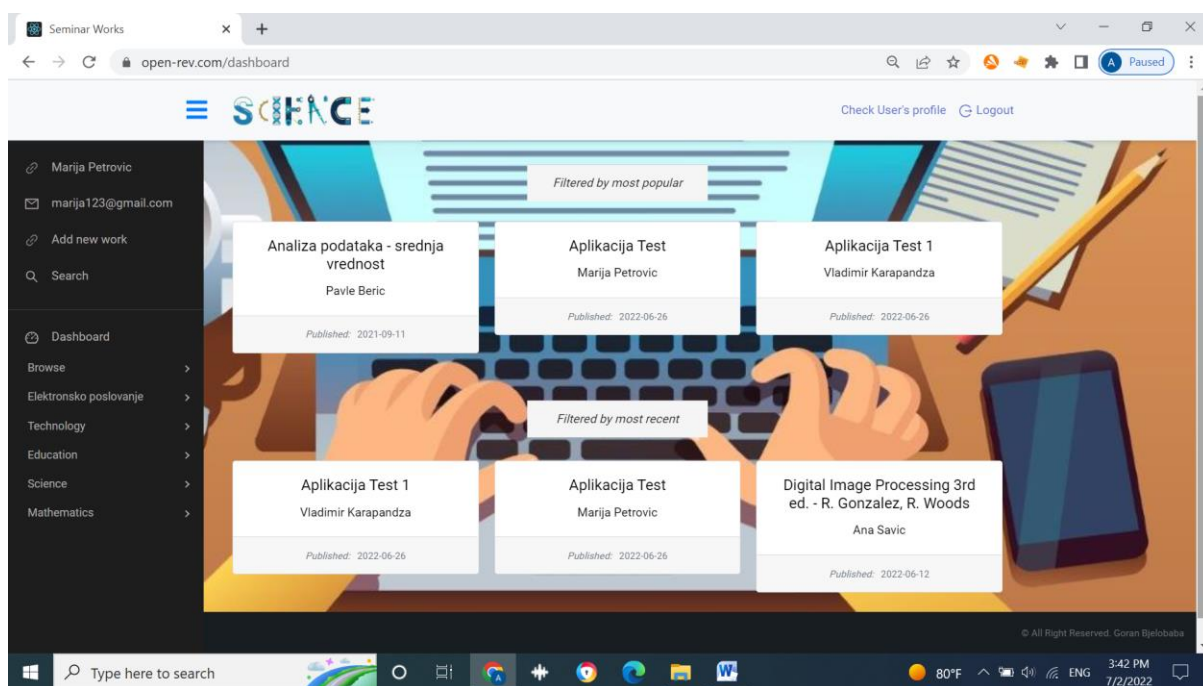 Seminar Works
open-rev.com/dashboard
A Paused
SCIENCE
Check User's profile Logout
Marija Petrovic
marija123@gmail.com
Add new work
Search
Dashboard
Browse
Elektronsko poslovanje
Technology
Education
Science
Mathematics
Filtered by most popular
Analiza podataka - srednja
vrednost
Pavle Beric
Published: 2021-09-11
Aplikacija Test
Marija Petrovic
Published: 2022-06-26
Aplikacija Test 1
Vladimir Karapandza
Published: 2022-06-26
Filtered by most recent
Aplikacija Test 1
Vladimir Karapandza
Published: 2022-06-26
Aplikacija Test
Marija Petrovic
Published: 2022-06-26
Digital Image Processing 3rd
ed. - R. Gonzalez, R. Woods
Ana Savic
Published: 2022-06-12
© All Right Reserved. Goran Bjelobaba
Type here to search
80°F
ENG
3:42 PM
7/2/2022